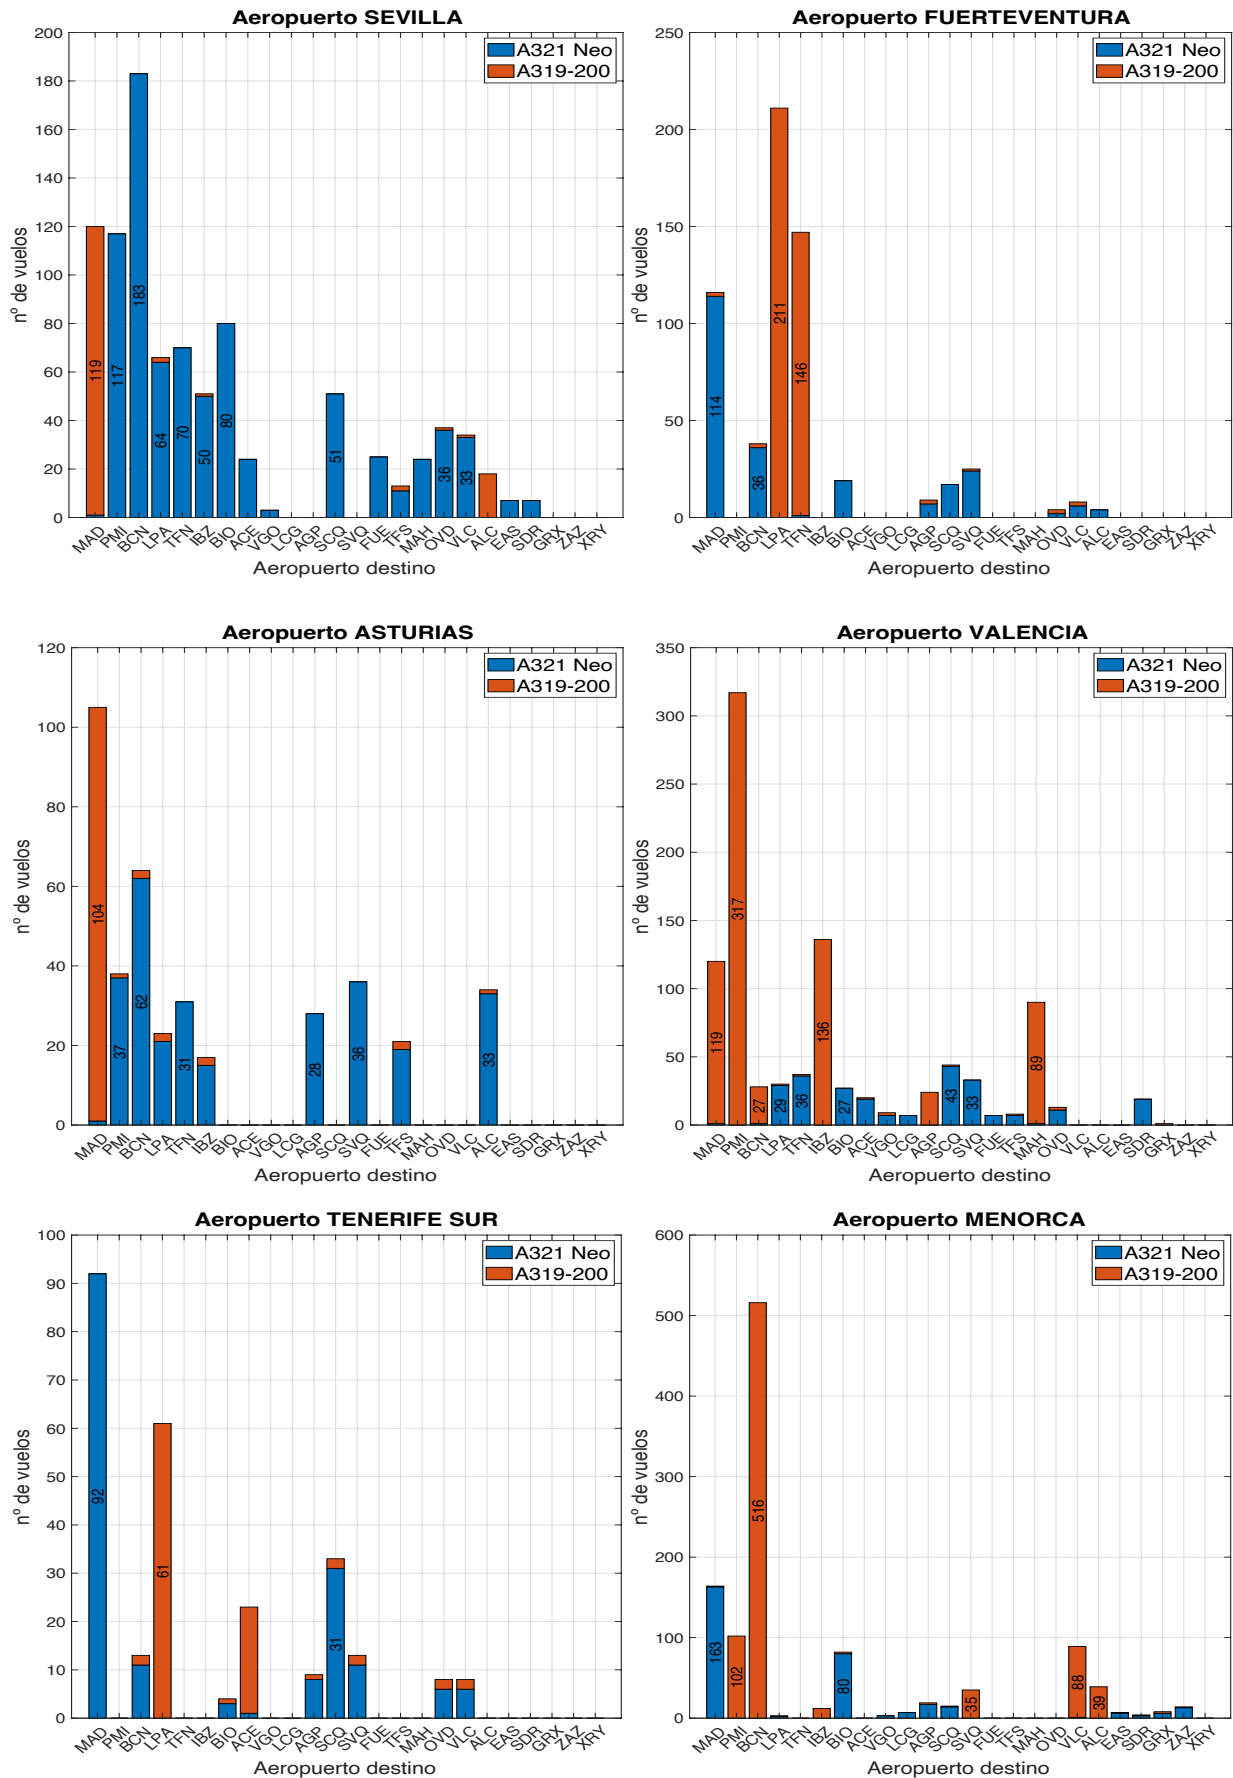 Aeropuerto SEVILLA
A321 Neo
A319-200
nº de vuelos
200
180
160
140
120
100
80
60
40
20
0
119
117
183
64
70
50
80
51
36
33
MAD PMI BCN LPA TFN IBZ BIO ACE VGO LCG AGP SCQ SVQ FUE TFS MAH OVD VLC ALC EAS SDR GRX ZAZ XRY
Aeropuerto destino
Aeropuerto FUERTEVENTURA
A321 Neo
A319-200
nº de vuelos
250
200
150
100
50
0
114
36
211
146
MAD PMI BCN LPA TFN IBZ BIO ACE VGO LCG AGP SCQ SVQ FUE TFS MAH OVD VLC ALC EAS SDR GRX ZAZ XRY
Aeropuerto destino
Aeropuerto ASTURIAS
A321 Neo
A319-200
nº de vuelos
120
100
80
60
40
20
0
104
37
62
31
28
36
33
MAD PMI BCN LPA TFN IBZ BIO ACE VGO LCG AGP SCQ SVQ FUE TFS MAH OVD VLC ALC EAS SDR GRX ZAZ XRY
Aeropuerto destino
Aeropuerto VALENCIA
A321 Neo
A319-200
nº de vuelos
350
300
250
200
150
100
50
0
119
317
27
29
36
136
27
43
33
89
MAD PMI BCN LPA TFN IBZ BIO ACE VGO LCG AGP SCQ SVQ FUE TFS MAH OVD VLC ALC EAS SDR GRX ZAZ XRY
Aeropuerto destino
Aeropuerto TENERIFE SUR
A321 Neo
A319-200
nº de vuelos
100
90
80
70
60
50
40
30
20
10
0
92
61
31
MAD PMI BCN LPA TFN IBZ BIO ACE VGO LCG AGP SCQ SVQ FUE TFS MAH OVD VLC ALC EAS SDR GRX ZAZ XRY
Aeropuerto destino
Aeropuerto MENORCA
A321 Neo
A319-200
nº de vuelos
600
500
400
300
200
100
0
163
102
516
80
35
88
39
MAD PMI BCN LPA TFN IBZ BIO ACE VGO LCG AGP SCQ SVQ FUE TFS MAH OVD VLC ALC EAS SDR GRX ZAZ XRY
Aeropuerto destino